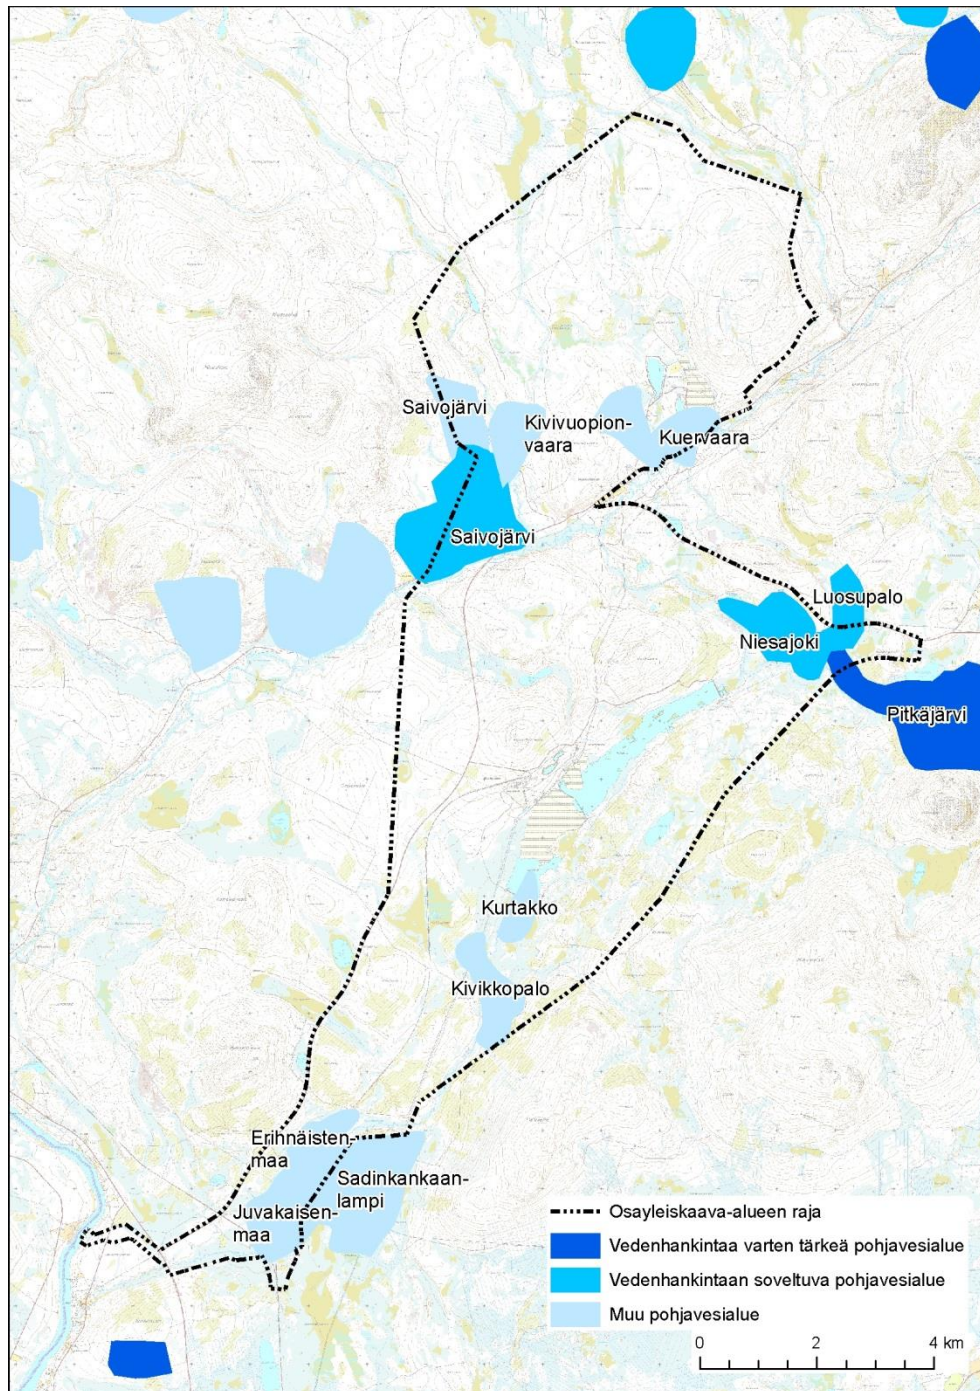 Saivojärvi
Kivivuopion-
vaara
Kuervaara
Saivojärvi
Luosupalo
Niesajoki
Pitkäjärvi
Kurtakko
Kivikkopalo
Erihnäisten-
maa
Sadinkankaan-
lampi
Juvakaisen-
maa
Osayleiskaava-alueen raja
Vedenhankintaa varten tärkeä pohjavesialue
Vedenhankintaan soveltuva pohjavesialue
Muu pohjavesialue
0 2 4 km